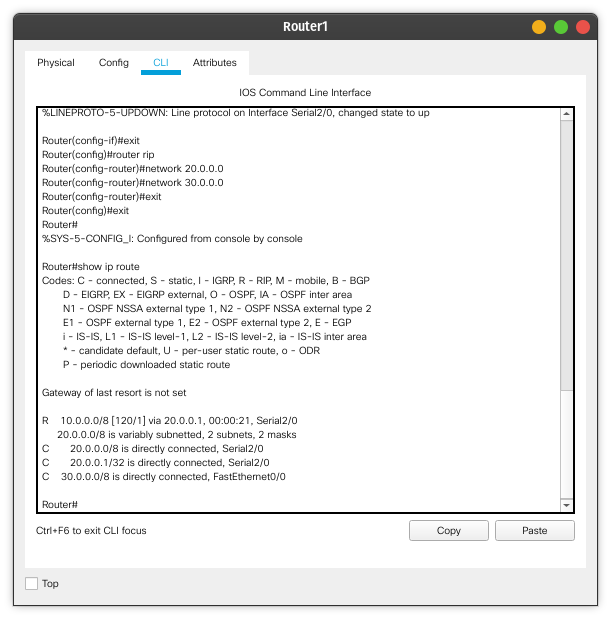 Router1
Physical Config CLI Attributes
IOS Command Line Interface
%LINEPROTO-5-UPDOWN: Line protocol on Interface Serial2/0, changed state to up
Router(config-if)#exit
Router(config)#router rip
Router(config-router)#network 20.0.0.0
Router(config-router)#network 30.0.0.0
Router(config-router)#exit
Router(config)#exit
Router#
%SYS-5-CONFIG_I: Configured from console by console
Router#show ip route
Codes: C - connected, S - static, I - IGRP, R - RIP, M - mobile, B - BGP
D - EIGRP, EX - EIGRP external, O - OSPF, IA - OSPF inter area
N1 - OSPF NSSA external type 1, N2 - OSPF NSSA external type 2
E1 - OSPF external type 1, E2 - OSPF external type 2, E - EGP
i - IS-IS, L1 - IS-IS level-1, L2 - IS-IS level-2, ia - IS-IS inter area
* - candidate default, U - per-user static route, o - ODR
P - periodic downloaded static route
Gateway of last resort is not set
R 10.0.0.0/8 [120/1] via 20.0.0.1, 00:00:21, Serial2/0
20.0.0.0/8 is variably subnetted, 2 subnets, 2 masks
C 20.0.0.0/8 is directly connected, Serial2/0
C 20.0.0.1/32 is directly connected, Serial2/0
C 30.0.0.0/8 is directly connected, FastEthernet0/0
Router#
Ctrl+F6 to exit CLI focus
Copy Paste
Top